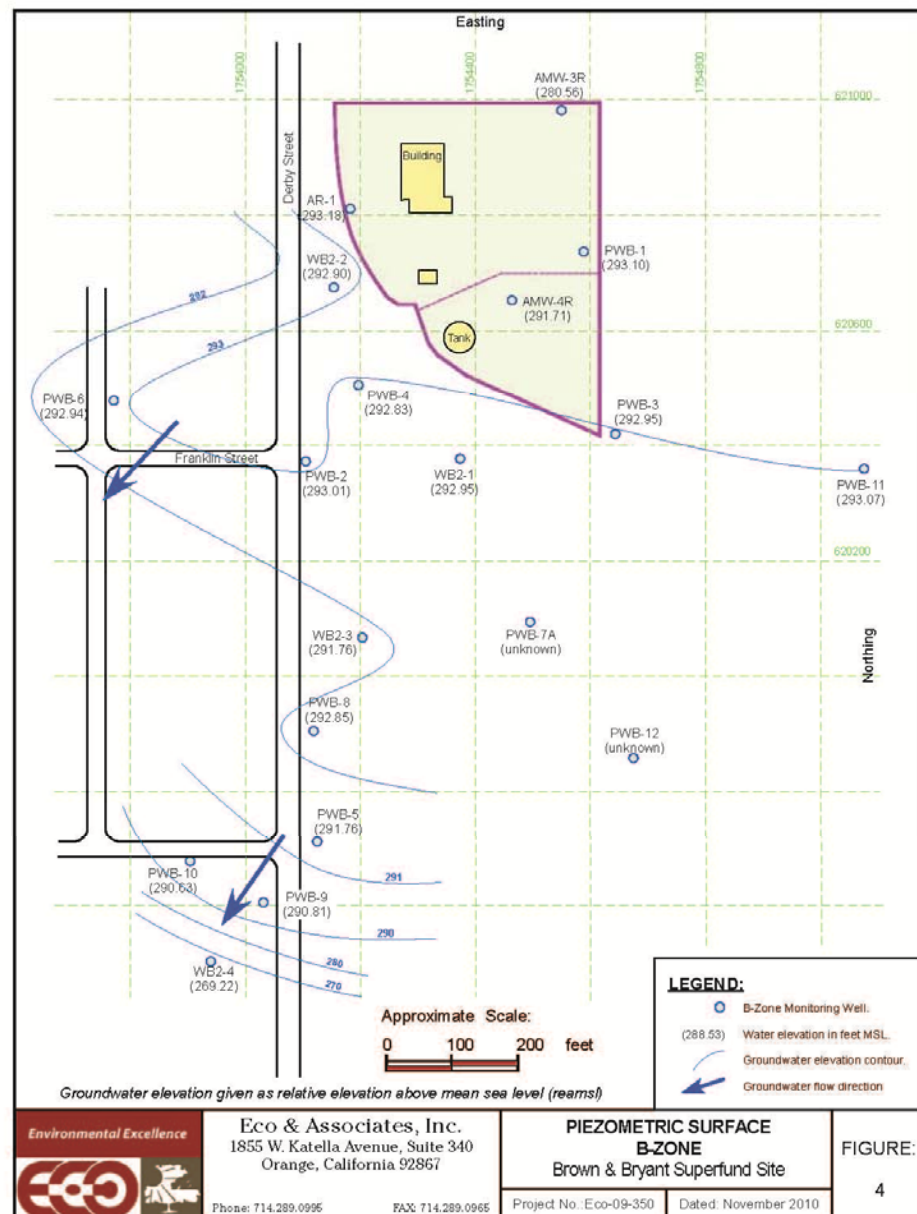 Easting
1754000
1754400
1754800
AMW-3R
(280.56)
621000
Derby Street
Building
AR-1
(293.18)
PWB-1
(293.10)
WB2-2
(292.90)
AMW-4R
(291.71)
292
620600
Tank
293
PWB-6
(292.94)
PWB-4
(292.83)
PWB-3
(292.95)
Franklin Street
PWB-2
(293.01)
WB2-1
(292.95)
PWB-11
(293.07)
620200
WB2-3
(291.76)
PWB-7A
(unknown)
Northing
PWB-8
(292.85)
PWB-12
(unknown)
PWB-5
(291.76)
PWB-10
(290.63)
291
PWB-9
(290.81)
290
280
WB2-4
(269.22)
270
LEGEND:
B-Zone Monitoring Well.
(288.53) Water elevation in feet MSL.
Groundwater elevation contour.
Groundwater flow direction
Approximate Scale:
0 100 200 feet
Groundwater elevation given as relative elevation above mean sea level (reamsl)
Environmental Excellence
ECO
Eco & Associates, Inc.
1855 W. Katella Avenue, Suite 340
Orange, California 92867
Phone: 714.289.0995 FAX: 714.289.0965
PIEZOMETRIC SURFACE
B-ZONE
Brown & Bryant Superfund Site
Project No.:Eco-09-350 Dated: November 2010
FIGURE:
4